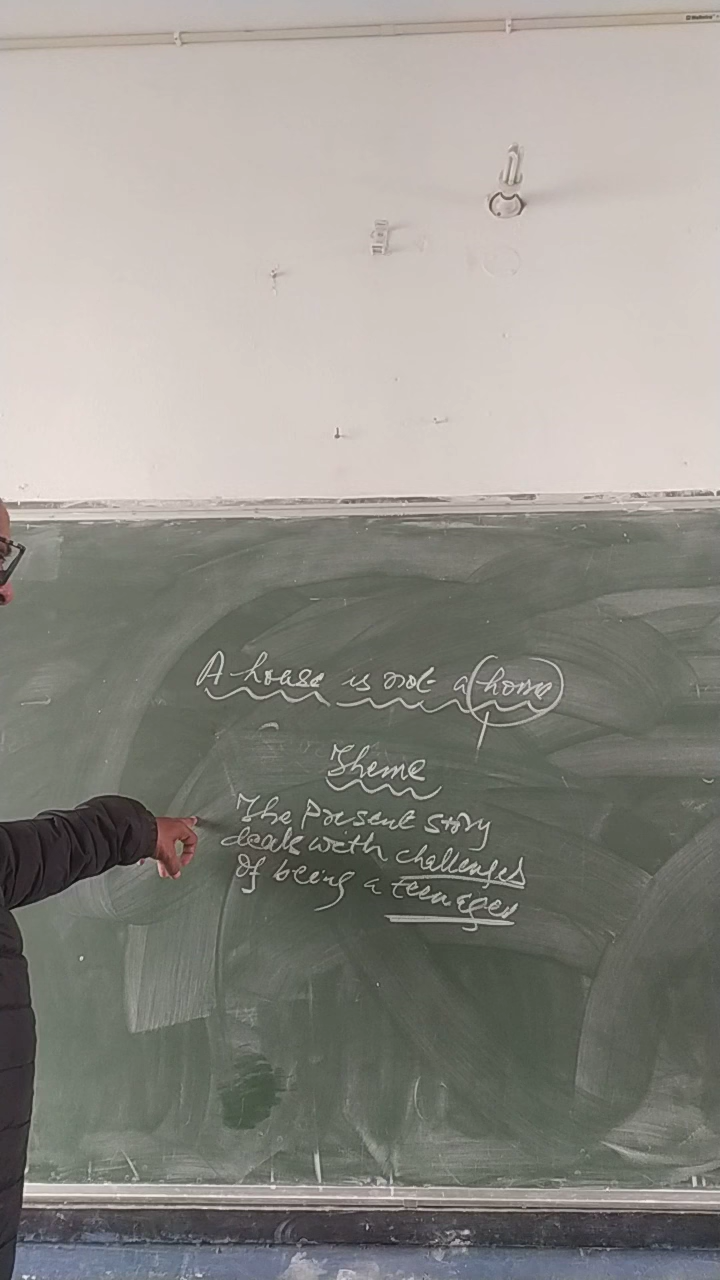 A house is not a home
Theme
The Present story
deals with challenges
Of being a teenager